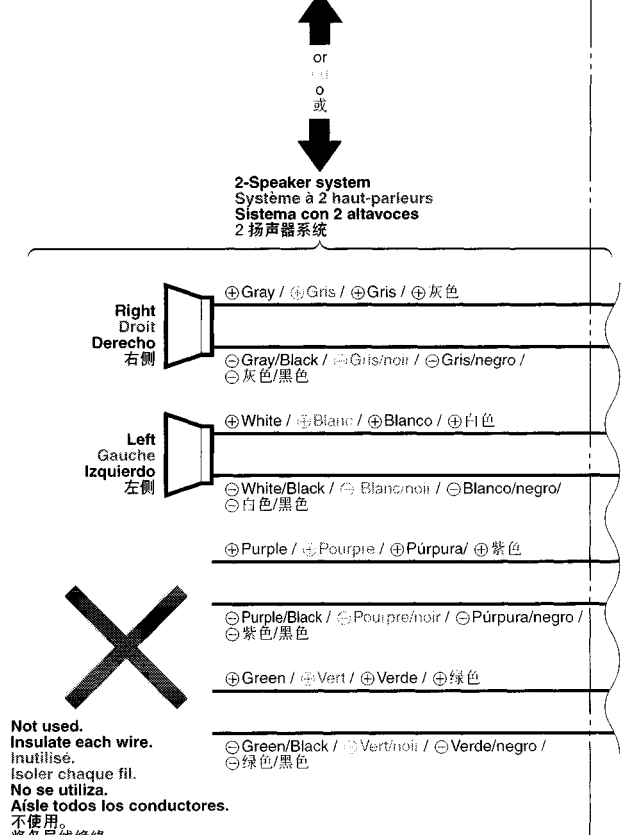 or
o
或
2-Speaker system
Système à 2 haut-parleurs
Sistema con 2 altavoces
2 扬声器系统
⊕Gray / ⊕Gris / ⊕Gris / ⊕灰色
Right
Droit
Derecho
右侧
⊖Gray/Black / ⊖Gris/noir / ⊖Gris/negro /
⊖灰色/黑色
⊕White / ⊕Blanc / ⊕Blanco / ⊕白色
Left
Gauche
Izquierdo
左侧
⊖White/Black / ⊖Blanc/noir / ⊖Blanco/negro/
⊖白色/黑色
⊕Purple / ⊕Pourpre / ⊕Púrpura/ ⊕紫色
⊖Purple/Black / ⊖Pourpre/noir / ⊖Púrpura/negro /
⊖紫色/黑色
⊕Green / ⊕Vert / ⊕Verde / ⊕绿色
⊖Green/Black / ⊖Vert/noir / ⊖Verde/negro /
⊖绿色/黑色
Not used.
Insulate each wire.
Inutilisé.
Isoler chaque fil.
No se utiliza.
Aísle todos los conductores.
不使用。